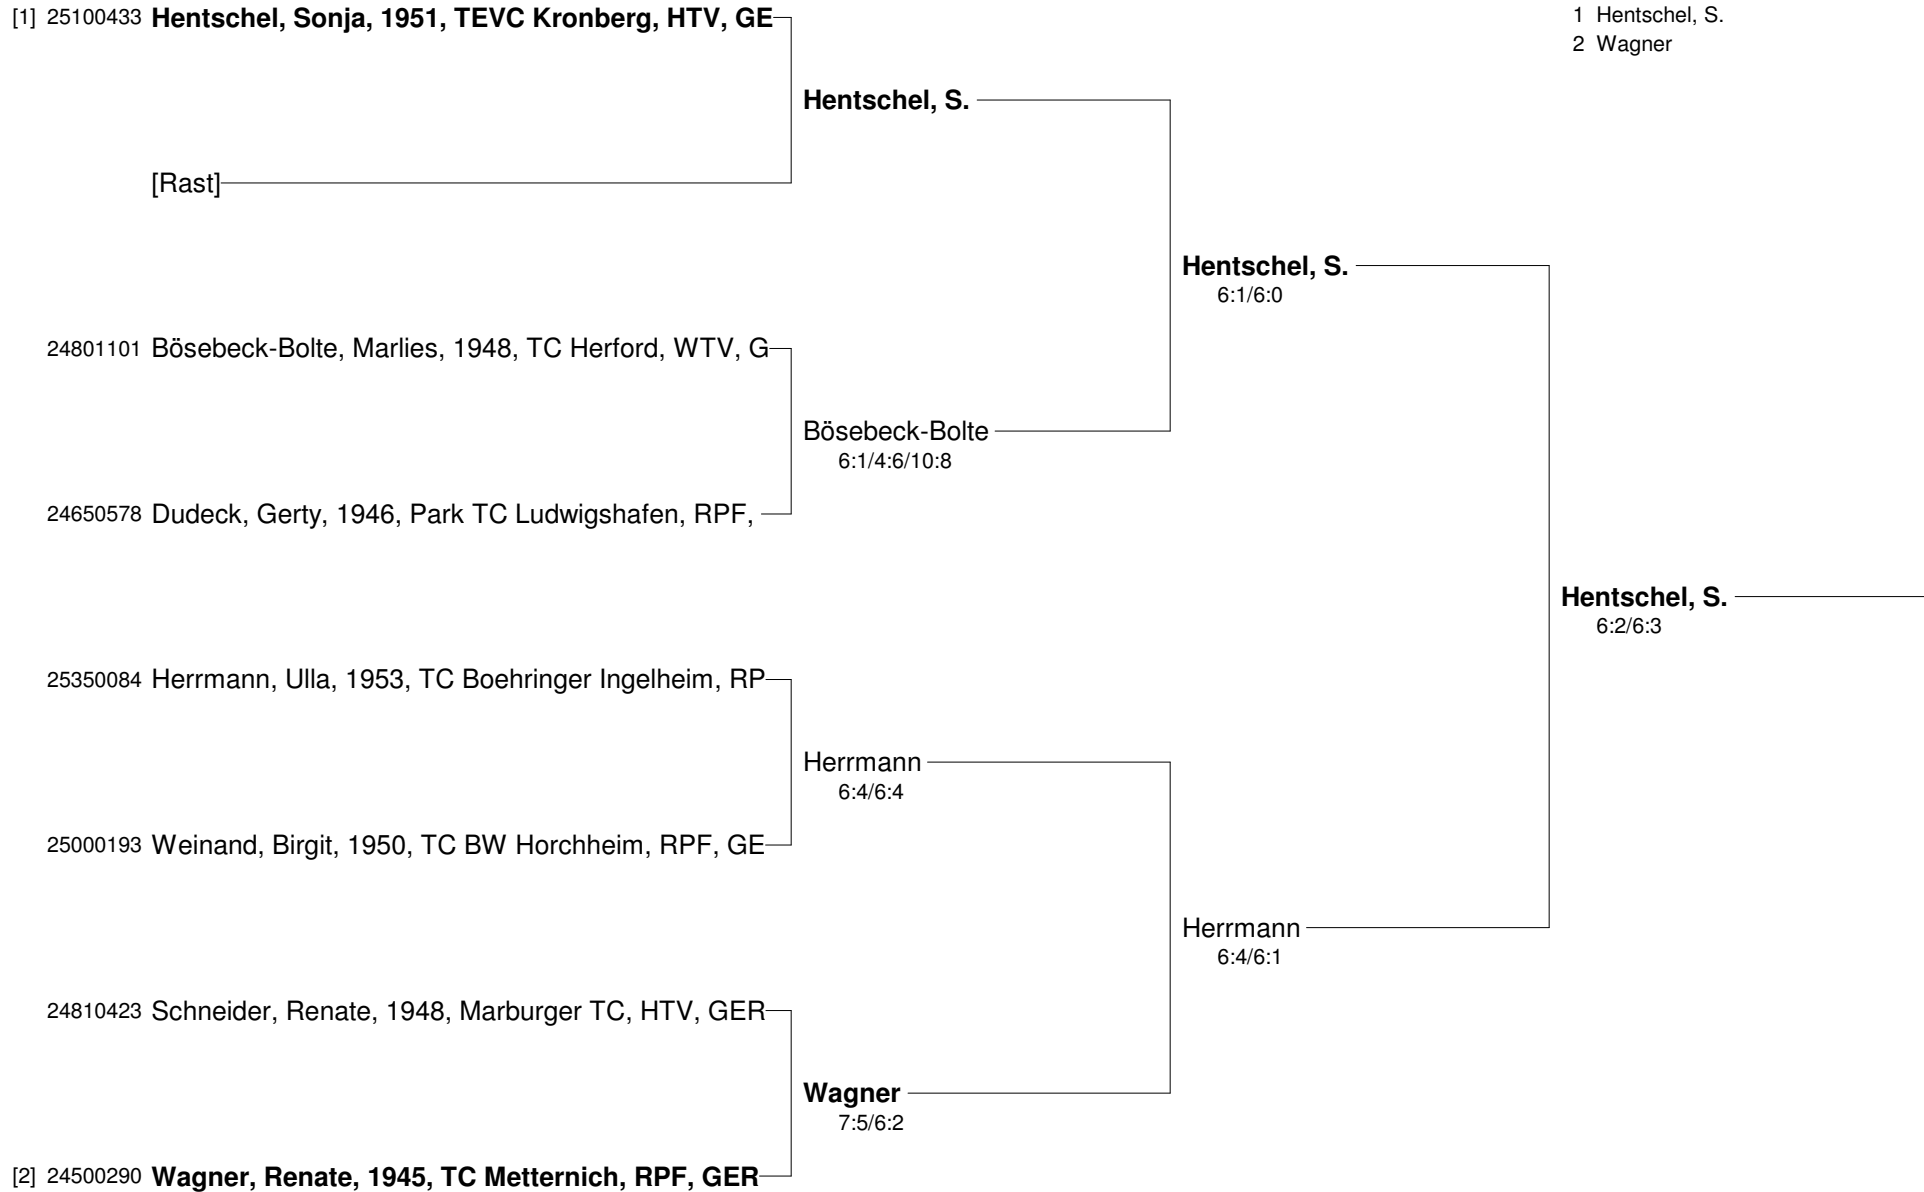 [1] 25100433 Hentschel, Sonja, 1951, TEVC Kronberg, HTV, GE
1 Hentschel, S.
2 Wagner
Hentschel, S.
[Rast]
Hentschel, S.
6:1/6:0
24801101 Bösebeck-Bolte, Marlies, 1948, TC Herford, WTV, G
Bösebeck-Bolte
6:1/4:6/10:8
24650578 Dudeck, Gerty, 1946, Park TC Ludwigshafen, RPF,
Hentschel, S.
6:2/6:3
25350084 Herrmann, Ulla, 1953, TC Boehringer Ingelheim, RP
Herrmann
6:4/6:4
25000193 Weinand, Birgit, 1950, TC BW Horchheim, RPF, GE
Herrmann
6:4/6:1
24810423 Schneider, Renate, 1948, Marburger TC, HTV, GER
Wagner
7:5/6:2
[2] 24500290 Wagner, Renate, 1945, TC Metternich, RPF, GER